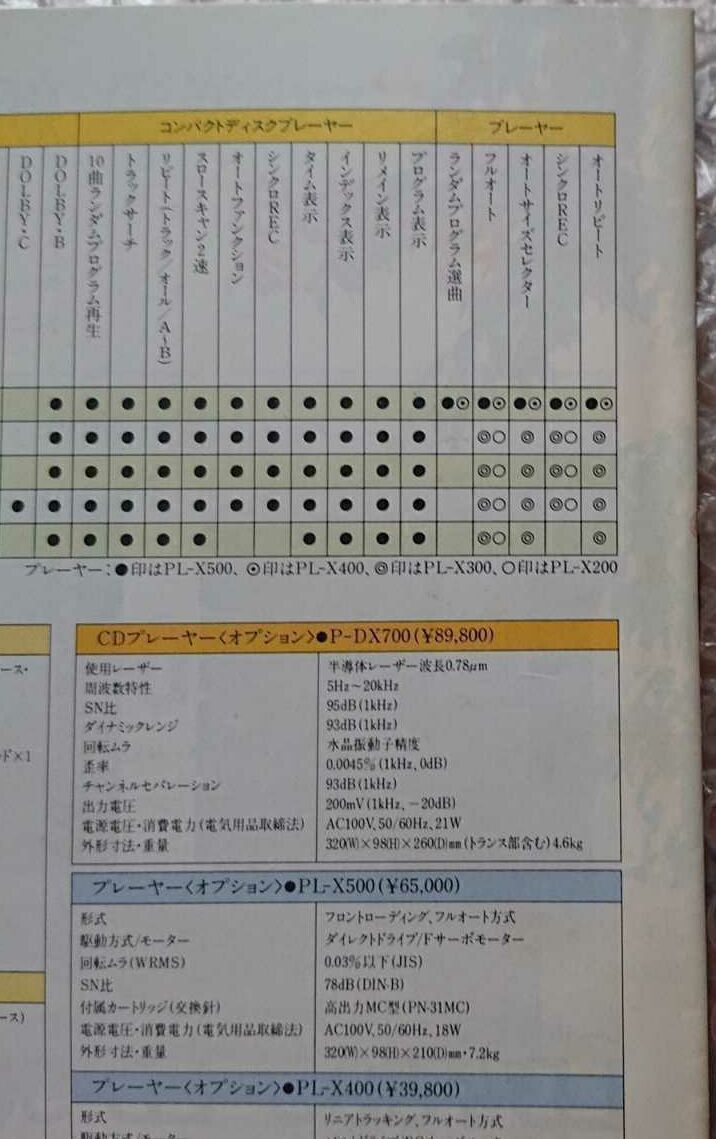 コンパクトディスクプレーヤー
プレーヤー
DOLBY・C
DOLBY・B
10曲ランダムプログラム再生
トラックサーチ
リピート(トラック/オール/A~B)
スロースキャン2速
オートファンクション
シンクロREC
タイム表示
インデックス表示
リメイン表示
プログラム表示
ランダムプログラム選曲
フルオート
オートサイズセレクター
シンクロREC
オートリピート
● ● ● ● ● ● ● ● ● ● ● ●⊙ ●⊙ ●⊙ ●⊙ ●⊙
● ● ● ● ● ● ● ● ● ● ● ◎○ ◎ ◎○ ◎
● ● ● ● ● ● ● ● ● ● ● ◎○ ◎ ◎○ ◎
● ● ● ● ● ● ● ● ● ● ● ● ◎○ ◎ ◎○ ◎
● ● ● ● ● ● ● ● ● ◎○ ◎ ◎
プレーヤー:●印はPL-X500、⊙印はPL-X400、◎印はPL-X300、○印はPL-X200
CDプレーヤー〈オプション〉●P-DX700(¥89,800)
使用レーザー 半導体レーザー波長0.78μm
周波数特性 5Hz~20kHz
SN比 95dB(1kHz)
ダイナミックレンジ 93dB(1kHz)
回転ムラ 水晶振動子精度
歪率 0.0045%(1kHz、0dB)
チャンネルセパレーション 93dB(1kHz)
出力電圧 200mV(1kHz、-20dB)
電源電圧・消費電力(電気用品取締法) AC100V、50/60Hz、21W
外形寸法・重量 320(W)×98(H)×260(D)mm(トランス部含む)4.6kg
プレーヤー〈オプション〉●PL-X500(¥65,000)
形式 フロントローディング、フルオート方式
駆動方式/モーター ダイレクトドライブ/Fサーボモーター
回転ムラ(WRMS) 0.03%以下(JIS)
SN比 78dB(DIN-B)
付属カートリッジ(交換針) 高出力MC型(PN-31MC)
電源電圧・消費電力(電気用品取締法) AC100V、50/60Hz、18W
外形寸法・重量 320(W)×98(H)×210(D)mm・7.2kg
プレーヤー〈オプション〉●PL-X400(¥39,800)
形式 リニアトラッキング、フルオート方式
ース・
ド×1
ース)